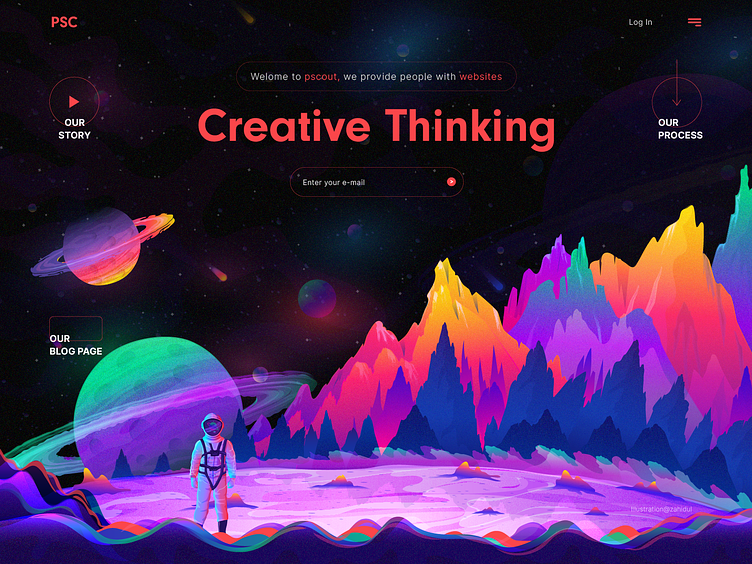 PSC
Log In
Welome to pscout, we provide people with websites
Creative Thinking
Enter your e-mail
OUR
STORY
OUR
PROCESS
OUR
BLOG PAGE
Illustration@zahidul